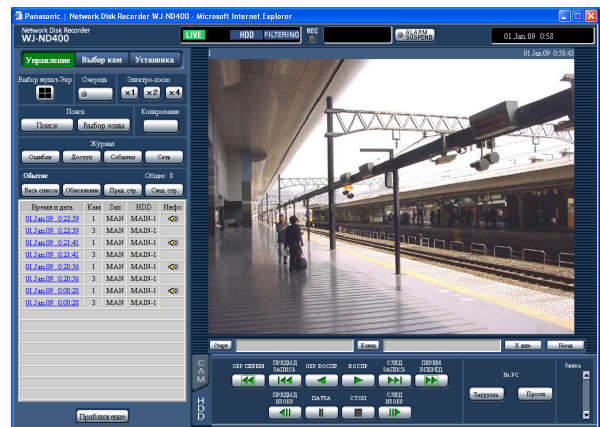 Panasonic | Network Disk Recorder WJ-ND400 - Microsoft Internet Explorer
Network Disk Recorder
WJ-ND400
LIVE HDD FILTERING REC ALARM SUSPEND 01.Jan.09 0:58
Управление Выбор кам Установка
1 01.Jan.09 0:58:43
Выбор мульт-Экр Очередь Электро-zoom
x1 x2 x4
Поиск Копирование
Поиск Выбор зоны
Журнал
Ошибки Доступ События Сеть
Обытие Общее: 8
Весь список Обновление Пред. стр. След. стр.
Время и дата Кам Зап HDD Инфо
01.Jan.09 0:22:59 1 MAN MAIN-1
01.Jan.09 0:22:59 3 MAN MAIN-1
01.Jan.09 0:21:41 1 MAN MAIN-1
01.Jan.09 0:21:41 3 MAN MAIN-1
01.Jan.09 0:20:56 1 MAN MAIN-1
01.Jan.09 0:20:56 3 MAN MAIN-1
01.Jan.09 0:00:28 1 MAN MAIN-1
01.Jan.09 0:00:28 3 MAN MAIN-1
Приближение
Старт Конец
CAM
HDD
ОБР ПЕРЕМ ПРЕДЫД ЗАПИСЬ ОБР ВОСПР ВОСПР СЛЕД ЗАПИСЬ ПЕРЕМ ВПЕРЁД
ПРЕДЫД ИЗОБР ПАУЗА СТОП СЛЕД ИЗОБР
На PC
Загрузка Просм
Запись